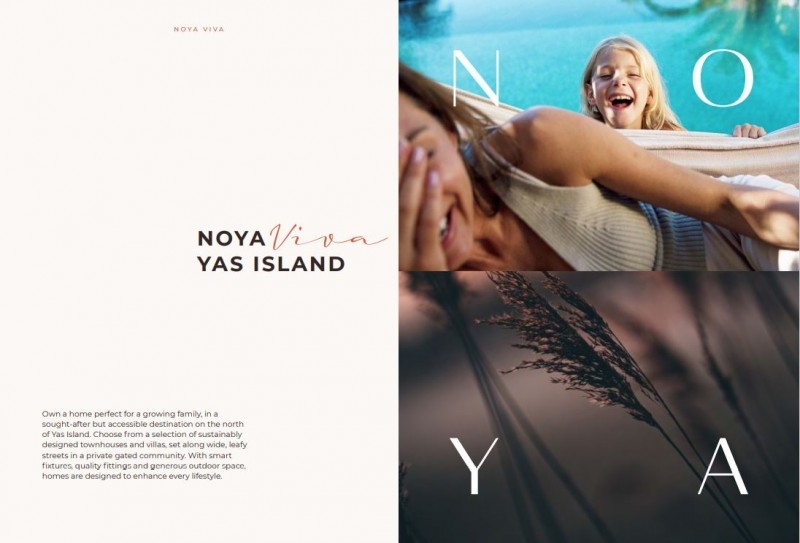 NOYA VIVA
NOYA Viva
YAS ISLAND
Own a home perfect for a growing family, in a
sought-after but accessible destination on the north
of Yas Island. Choose from a selection of sustainably
designed townhouses and villas, set along wide, leafy
streets in a private gated community. With smart
fixtures, quality fittings and generous outdoor space,
homes are designed to enhance every lifestyle.
N O
Y A